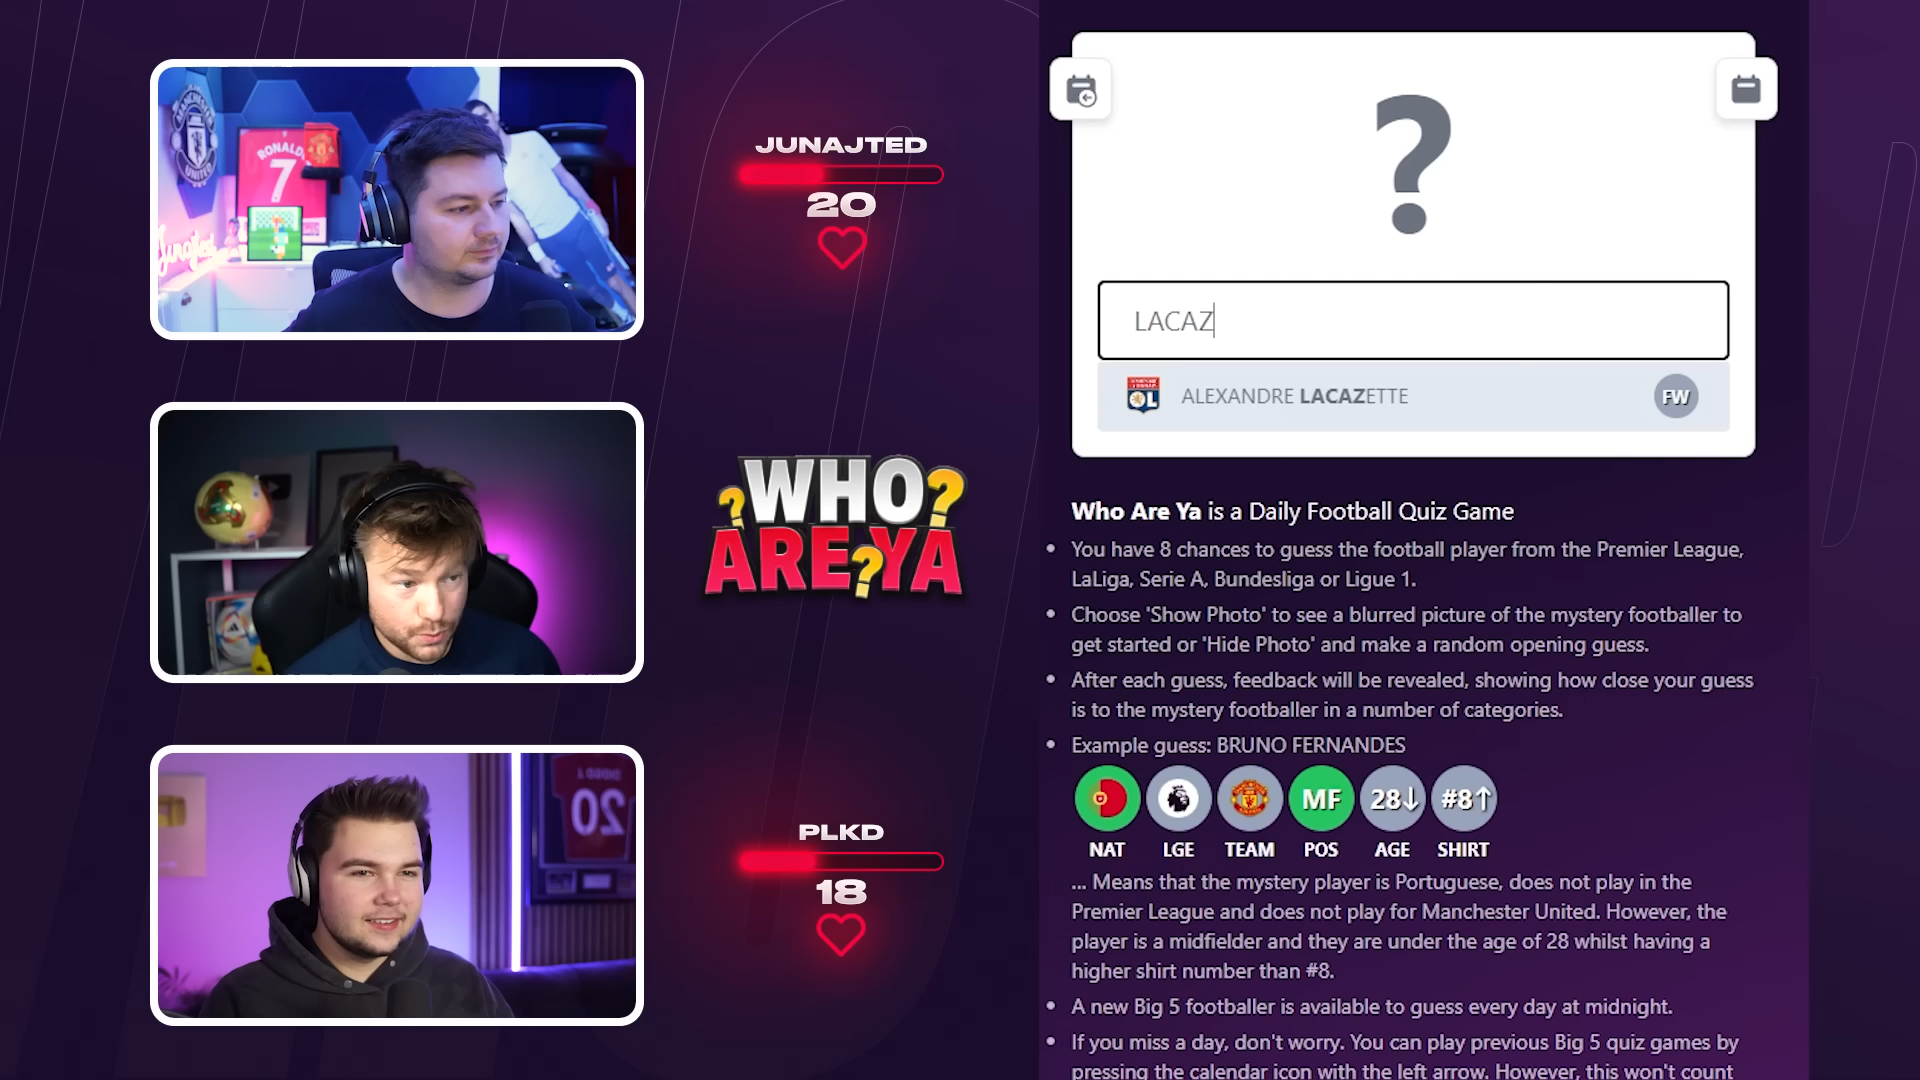 MANCHESTER
UNITED
RONALDO
7
Junajted
JUNAJTED
20
LACAZ
OL
ALEXANDRE LACAZETTE
FW
?WHO?
ARE?YA
Who Are Ya is a Daily Football Quiz Game
• You have 8 chances to guess the football player from the Premier League,
LaLiga, Serie A, Bundesliga or Ligue 1.
• Choose 'Show Photo' to see a blurred picture of the mystery footballer to
get started or 'Hide Photo' and make a random opening guess.
• After each guess, feedback will be revealed, showing how close your guess
is to the mystery footballer in a number of categories.
• Example guess: BRUNO FERNANDES
MF 28↓ #8↑
NAT LGE TEAM POS AGE SHIRT
... Means that the mystery player is Portuguese, does not play in the
Premier League and does not play for Manchester United. However, the
player is a midfielder and they are under the age of 28 whilst having a
higher shirt number than #8.
• A new Big 5 footballer is available to guess every day at midnight.
• If you miss a day, don't worry. You can play previous Big 5 quiz games by
pressing the calendar icon with the left arrow. However, this won't count
DIOGO J.
20
PLKD
18